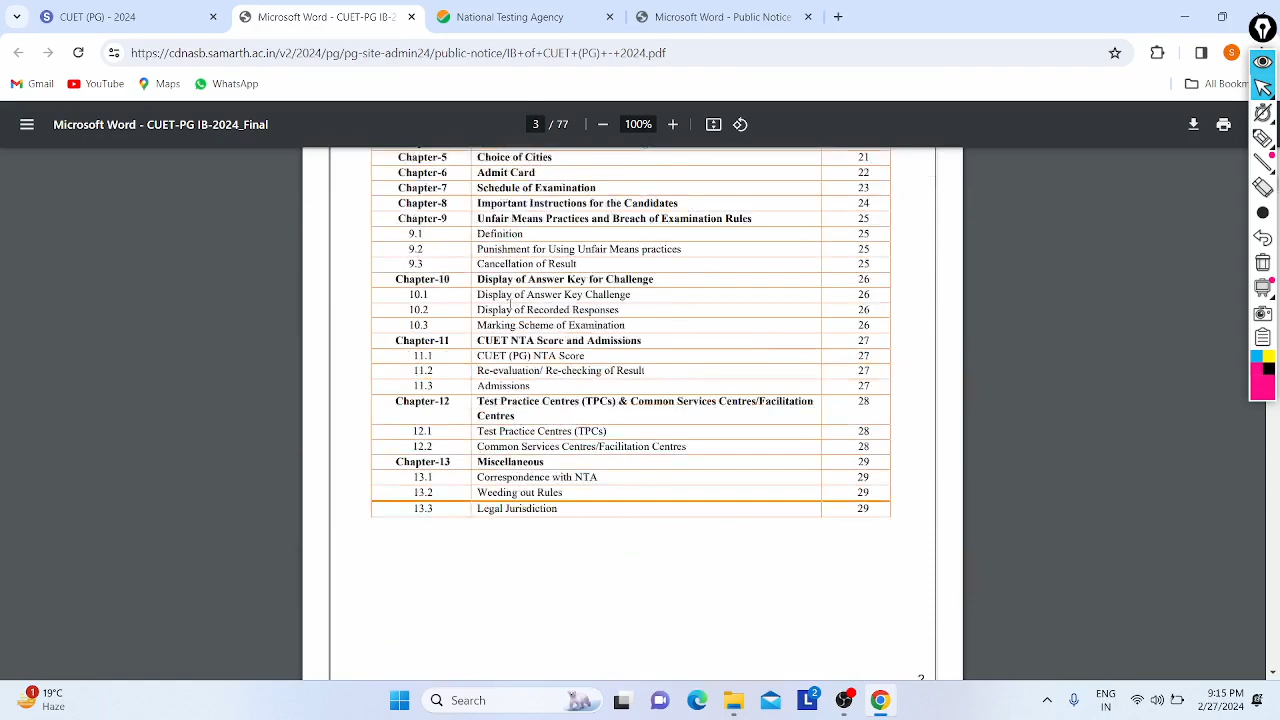 CUET (PG) - 2024
Microsoft Word - CUET-PG IB-2
National Testing Agency
Microsoft Word - Public Notice
https://cdnasb.samarth.ac.in/v2/2024/pg/pg-site-admin24/public-notice/IB+of+CUET+(PG)+-+2024.pdf
S
Gmail
YouTube
Maps
WhatsApp
All Bookm
Microsoft Word - CUET-PG IB-2024_Final
3 / 77
100%
Chapter-5 Choice of Cities 21
Chapter-6 Admit Card 22
Chapter-7 Schedule of Examination 23
Chapter-8 Important Instructions for the Candidates 24
Chapter-9 Unfair Means Practices and Breach of Examination Rules 25
9.1 Definition 25
9.2 Punishment for Using Unfair Means practices 25
9.3 Cancellation of Result 25
Chapter-10 Display of Answer Key for Challenge 26
10.1 Display of Answer Key Challenge 26
10.2 Display of Recorded Responses 26
10.3 Marking Scheme of Examination 26
Chapter-11 CUET NTA Score and Admissions 27
11.1 CUET (PG) NTA Score 27
11.2 Re-evaluation/ Re-checking of Result 27
11.3 Admissions 27
Chapter-12 Test Practice Centres (TPCs) & Common Services Centres/Facilitation 28
Centres
12.1 Test Practice Centres (TPCs) 28
12.2 Common Services Centres/Facilitation Centres 28
Chapter-13 Miscellaneous 29
13.1 Correspondence with NTA 29
13.2 Weeding out Rules 29
13.3 Legal Jurisdiction 29
1
19°C
Haze
Search
L
2
ENG
IN
9:15 PM
2/27/2024